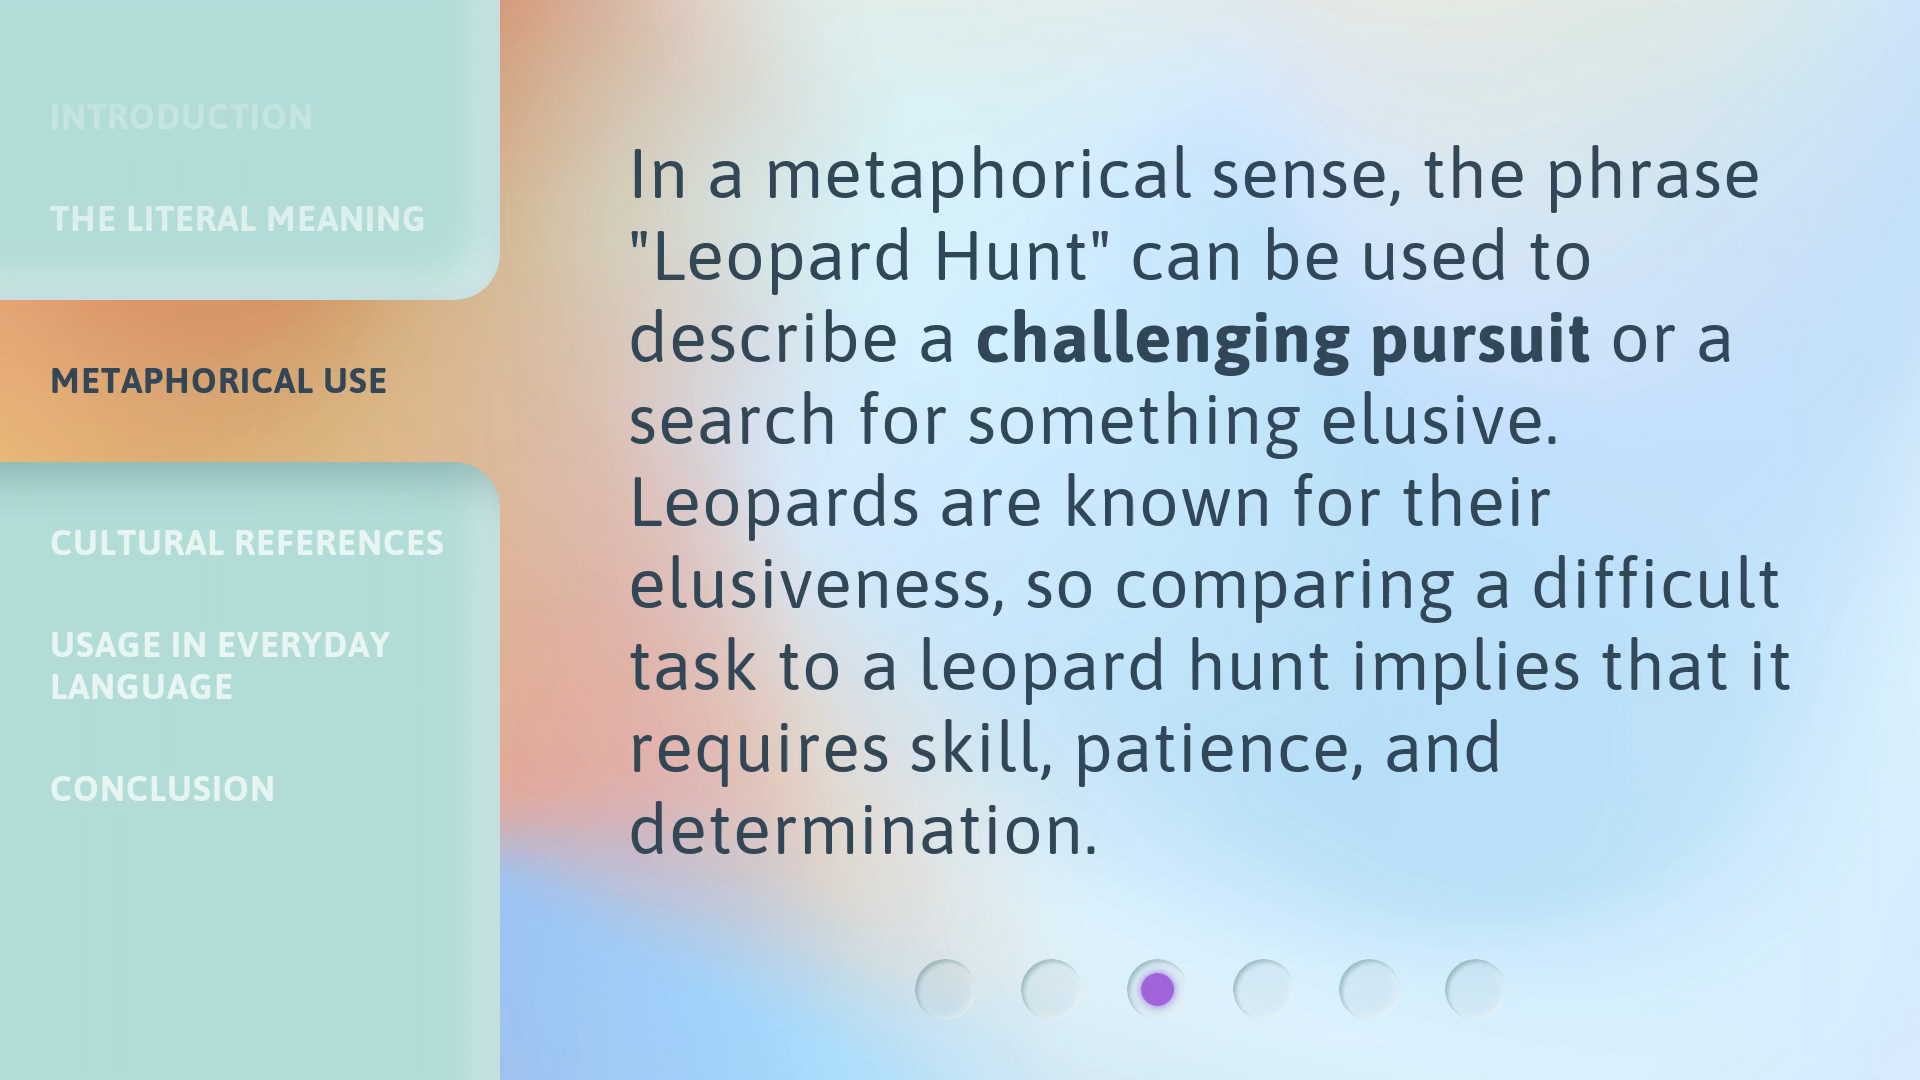 INTRODUCTION
THE LITERAL MEANING
METAPHORICAL USE
CULTURAL REFERENCES
USAGE IN EVERYDAY
LANGUAGE
CONCLUSION
In a metaphorical sense, the phrase
"Leopard Hunt" can be used to
describe a challenging pursuit or a
search for something elusive.
Leopards are known for their
elusiveness, so comparing a difficult
task to a leopard hunt implies that it
requires skill, patience, and
determination.